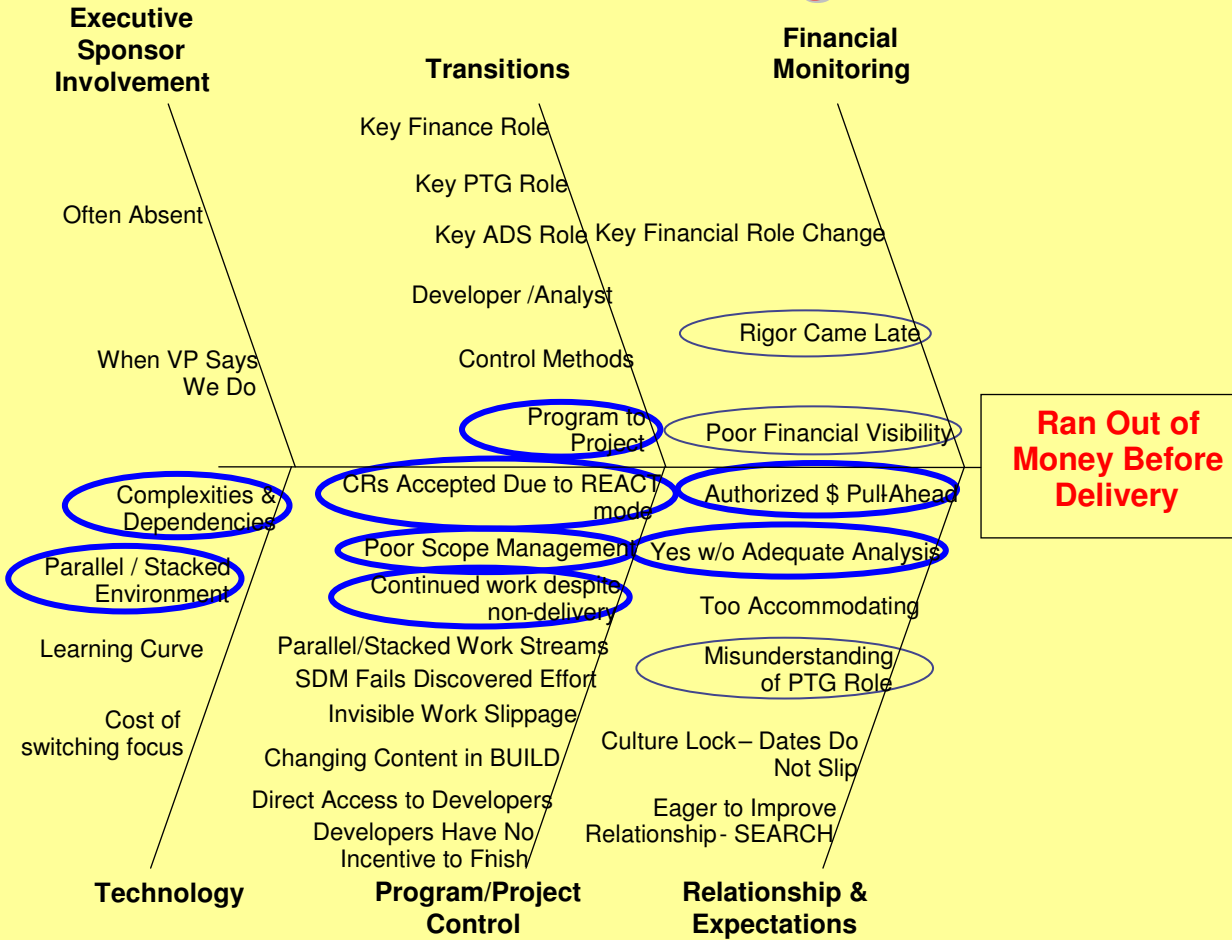 Executive
Sponsor
Involvement
Transitions
Financial
Monitoring
Key Finance Role
Key PTG Role
Often Absent
Key ADS Role
Key Financial Role Change
Developer /Analyst
Rigor Came Late
When VP Says
We Do
Control Methods
Program to
Project
Poor Financial Visibility
Ran Out of
Money Before
Delivery
Complexities &
Dependencies
CRs Accepted Due to REACT
mode
Authorized $ Pull-Ahead
Parallel / Stacked
Environment
Poor Scope Management
Yes w/o Adequate Analysis
Continued work despite
non-delivery
Too Accommodating
Learning Curve
Parallel/Stacked Work Streams
Misunderstanding
of PTG Role
SDM Fails Discovered Effort
Cost of
switching focus
Invisible Work Slippage
Culture Lock– Dates Do
Not Slip
Changing Content in BUILD
Direct Access to Developers
Eager to Improve
Relationship - SEARCH
Developers Have No
Incentive to Fnish
Technology
Program/Project
Control
Relationship &
Expectations